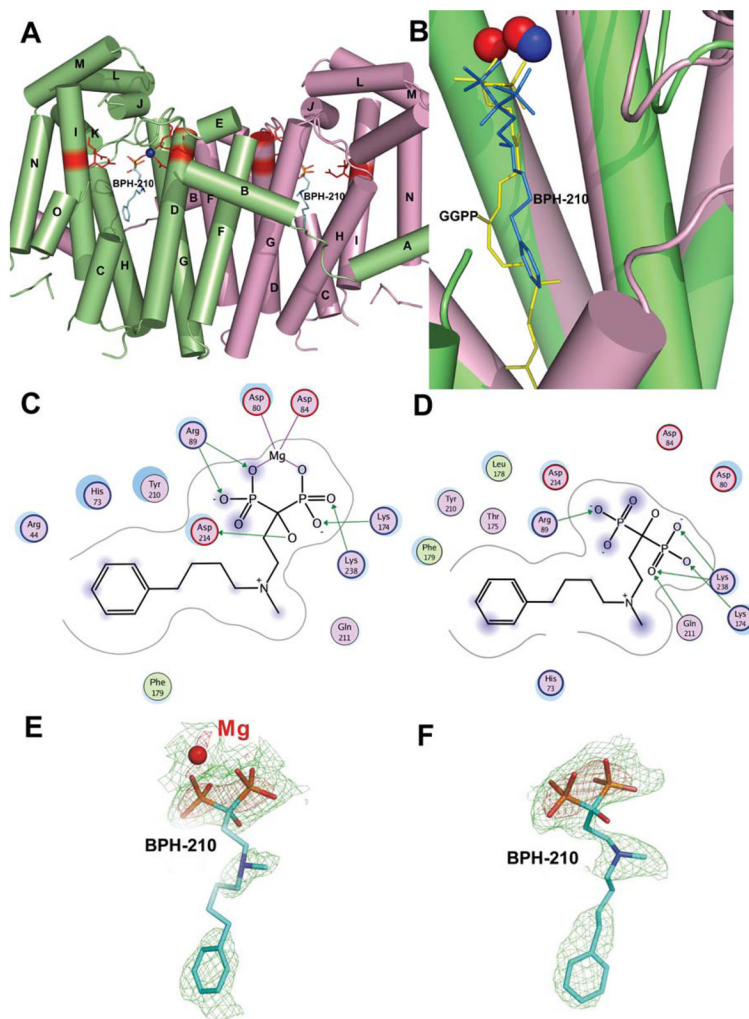 A
M
L
J
I
K
E
N
O
BPH-210
D
B
F
B
F
C
H
G
G
D
BPH-210
J
L
M
N
H
I
C
A
B
GGPP
BPH-210
C
Asp
80
Asp
84
Arg
89
Mg
His
73
Tyr
210
Arg
44
Asp
214
Lys
174
Lys
238
Gln
211
Phe
179
O
O
O
O
O
O
P
P
O
N
+
-
-
D
Asp
84
Asp
80
Leu
178
Asp
214
Tyr
210
Thr
175
Arg
89
Phe
179
Lys
238
Lys
174
Gln
211
His
73
O
O
O
O
O
O
O
P
P
N
+
-
-
-
E
Mg
BPH-210
F
BPH-210